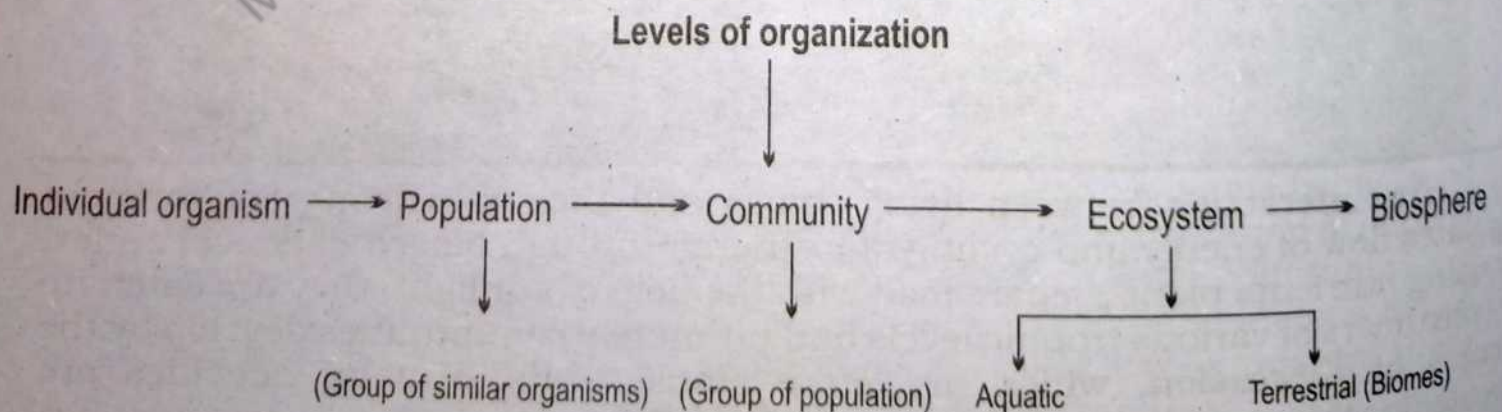 Levels of organization
Individual organism → Population → Community → Ecosystem → Biosphere
(Group of similar organisms) (Group of population) Aquatic Terrestrial (Biomes)